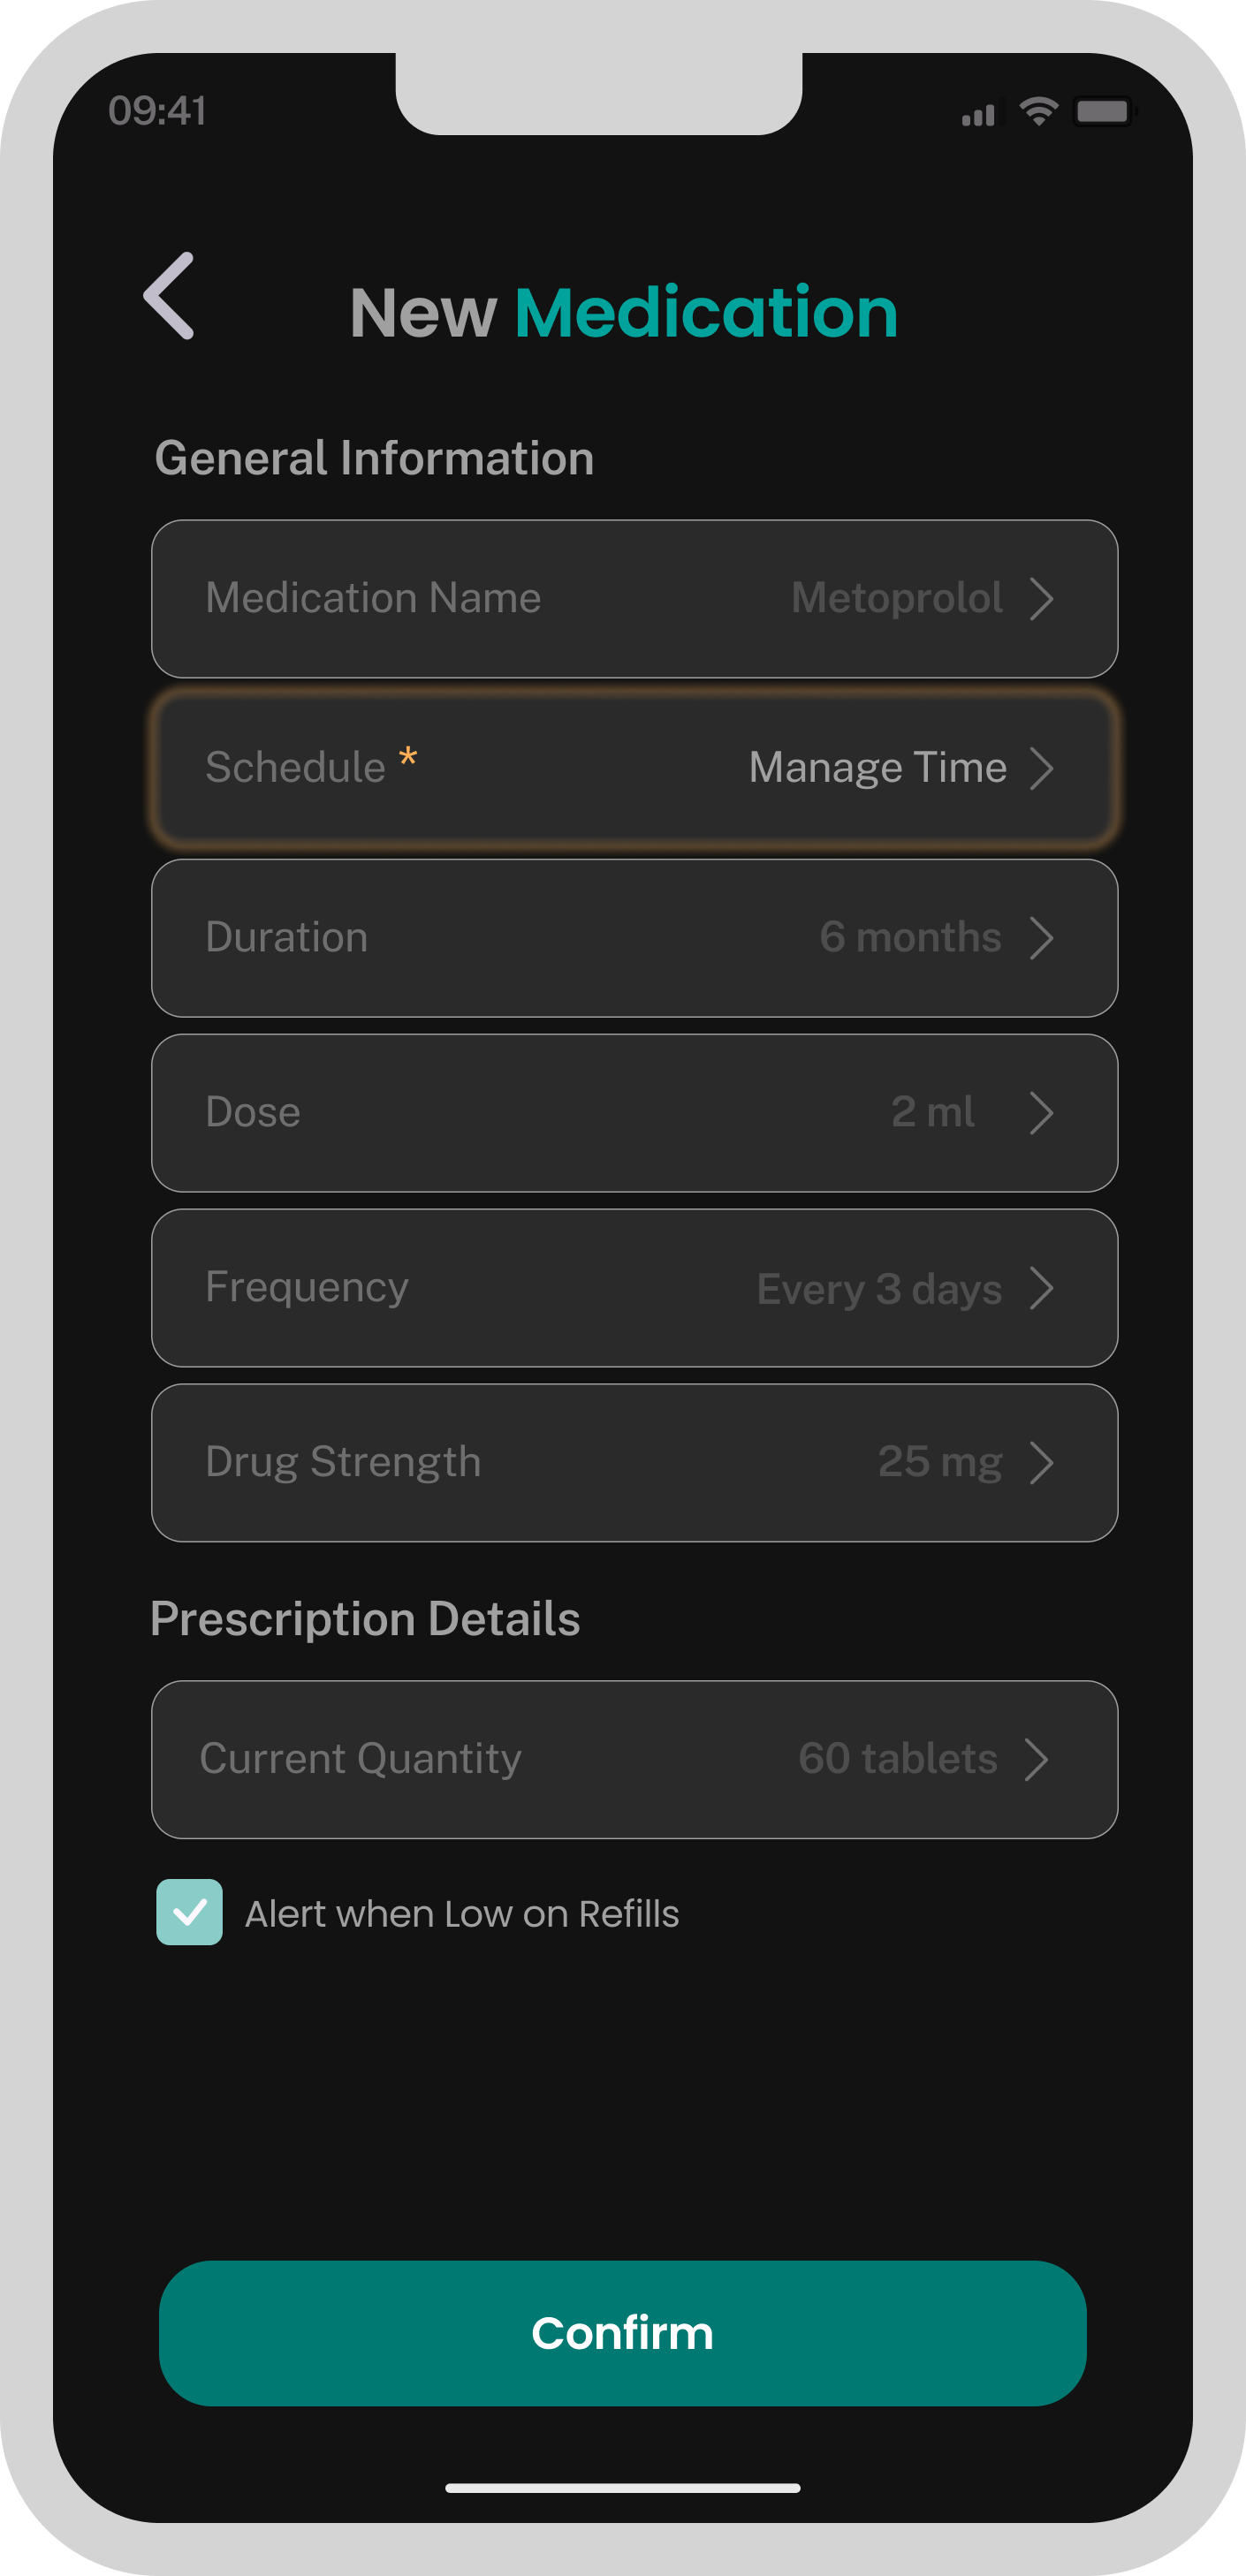 09:41
New Medication
General Information
Medication Name Metoprolol
Schedule * Manage Time
Duration 6 months
Dose 2 ml
Frequency Every 3 days
Drug Strength 25 mg
Prescription Details
Current Quantity 60 tablets
Alert when Low on Refills
Confirm